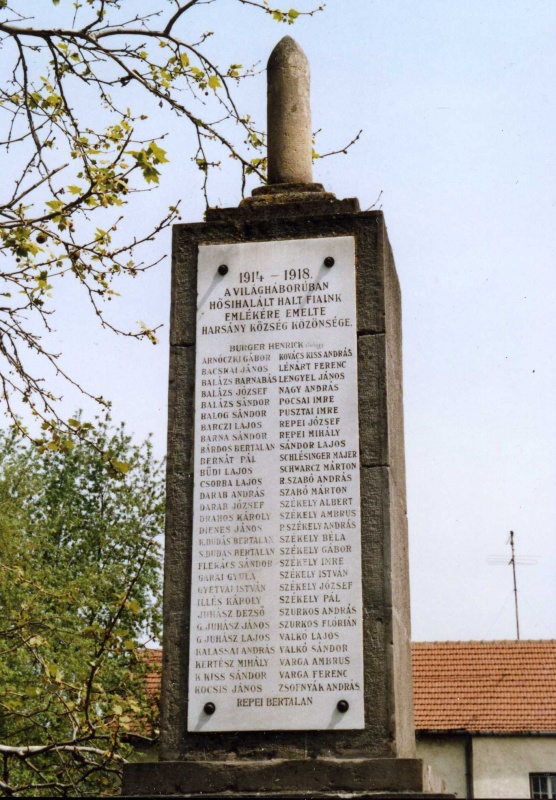 1914 - 1918.
A VILÁGHÁBORÚBAN
HŐSIHALÁLT HALT FIAINK
EMLÉKÉRE EMELTE
HARSÁNY KÖZSÉG KÖZÖNSÉGE.
BURGER HENRICK
ARNÓCZKI GÁBOR
BACSKAI JÁNOS
BALÁZS BARNABÁS
BALÁZS JÓZSEF
BALÁZS SÁNDOR
BALOG SÁNDOR
BARCZI LAJOS
BARNA SÁNDOR
BÁRDOS BERTALAN
BERNÁT PÁL
BŰDI LAJOS
CSORBA LAJOS
DARAB ANDRÁS
DARAB JÓZSEF
DRAHOS KÁROLY
DIENES JÁNOS
K.DUDÁS BERTALAN
S.DUDÁS BERTALAN
FLEKÁCS SÁNDOR
GARAI GYULA
GYETVAI ISTVÁN
ILLÉS KÁROLY
JUHÁSZ DEZSŐ
G.JUHÁSZ JÁNOS
G.JUHÁSZ LAJOS
KALASSAI ANDRÁS
KERTÉSZ MIHÁLY
B.KISS SÁNDOR
KOCSIS JÁNOS
KOVÁCS KISS ANDRÁS
LÉNÁRT FERENC
LENGYEL JÁNOS
NAGY ANDRÁS
POCSAI IMRE
PUSZTAI IMRE
REPEI JÓZSEF
REPEI MIHÁLY
SÁNDOR LAJOS
SCHLÉSINGER MAJER
SCHWARCZ MÁRTON
R.SZABÓ ANDRÁS
SZABÓ MÁRTON
SZÉKELY ALBERT
SZÉKELY AMBRUS
P.SZÉKELY ANDRÁS
SZÉKELY BÉLA
SZÉKELY GÁBOR
SZÉKELY IMRE
SZÉKELY ISTVÁN
SZÉKELY JÓZSEF
SZÉKELY PÁL
SZURKOS ANDRÁS
SZURKOS FLÓRIÁN
VALKÓ LAJOS
VALKÓ SÁNDOR
VARGA AMBRUS
VARGA FERENC
ZSOFNYÁK ANDRÁS
REPEI BERTALAN